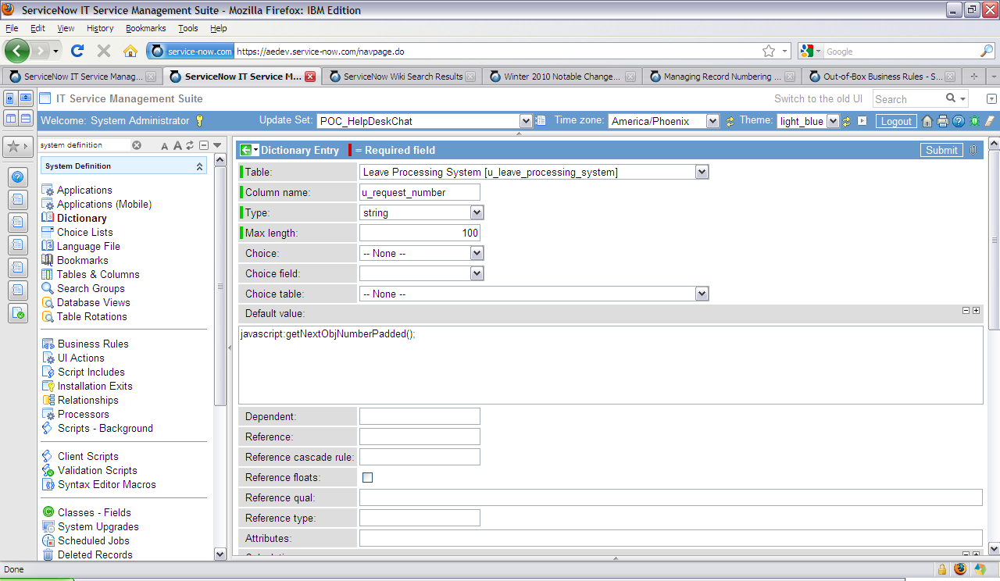 ServiceNow IT Service Management Suite - Mozilla Firefox: IBM Edition
File Edit View History Bookmarks Tools Help
service-now.com https://aedev.service-now.com/navpage.do Google
ServiceNow IT Service Manag... ServiceNow IT Service M... ServiceNow Wiki Search Results Winter 2010 Notable Change... Managing Record Numbering ... Out-of-Box Business Rules - S...
IT Service Management Suite Switch to the old UI Search
Welcome: System Administrator Update Set: POC_HelpDeskChat Time zone: America/Phoenix Theme: light_blue Logout
system definition A A
System Definition
Applications
Applications (Mobile)
Dictionary
Choice Lists
Language File
Bookmarks
Tables & Columns
Search Groups
Database Views
Table Rotations
Business Rules
UI Actions
Script Includes
Installation Exits
Relationships
Processors
Scripts - Background
Client Scripts
Validation Scripts
Syntax Editor Macros
Classes - Fields
System Upgrades
Scheduled Jobs
Deleted Records
Dictionary Entry = Required field Submit
Table: Leave Processing System [u_leave_processing_system]
Column name: u_request_number
Type: string
Max length: 100
Choice: -- None --
Choice field:
Choice table: -- None --
Default value:
javascript:getNextObjNumberPadded();
Dependent:
Reference:
Reference cascade rule:
Reference floats:
Reference qual:
Reference type:
Attributes:
Done